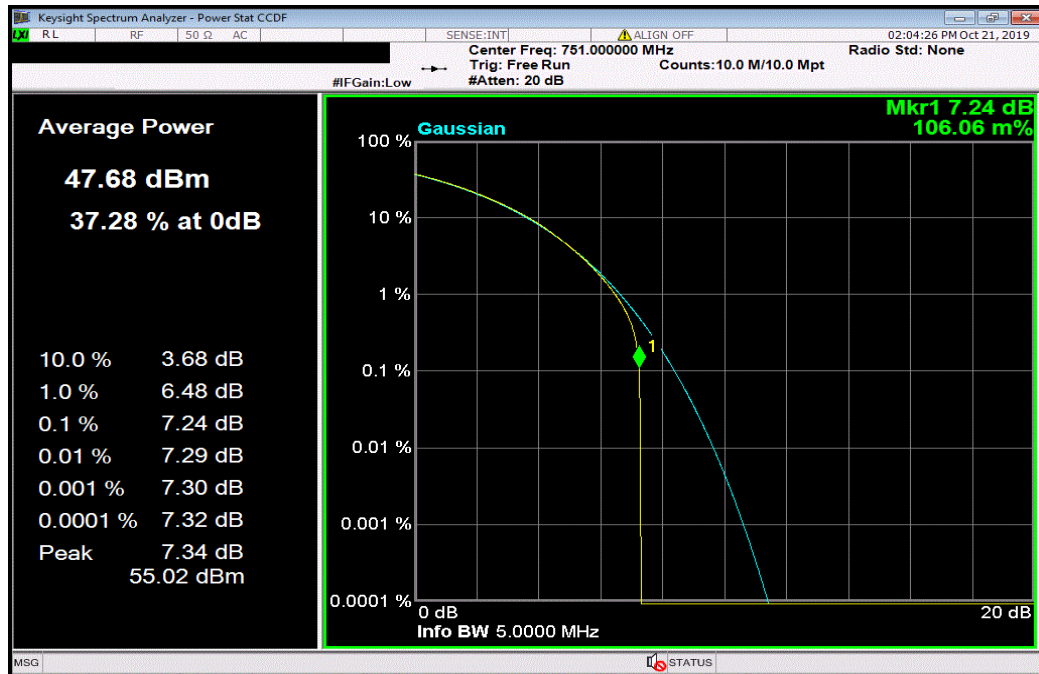 Keysight Spectrum Analyzer - Power Stat CCDF
LXI RL RF 50 Ω AC SENSE:INT ALIGN OFF 02:04:26 PM Oct 21, 2019
Center Freq: 751.000000 MHz Radio Std: None
Trig: Free Run Counts:10.0 M/10.0 Mpt
#IFGain:Low #Atten: 20 dB
Average Power
47.68 dBm
37.28 % at 0dB
10.0 % 3.68 dB
1.0 % 6.48 dB
0.1 % 7.24 dB
0.01 % 7.29 dB
0.001 % 7.30 dB
0.0001 % 7.32 dB
Peak 7.34 dB
55.02 dBm
Mkr1 7.24 dB
106.06 m%
Gaussian
100 %
10 %
1 %
1
0.1 %
0.01 %
0.001 %
0.0001 %
0 dB 20 dB
Info BW 5.0000 MHz
MSG STATUS